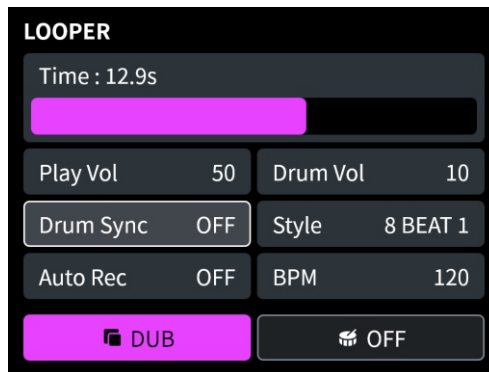 LOOPER
Time : 12.9s
Play Vol 50 Drum Vol 10
Drum Sync OFF Style 8 BEAT 1
Auto Rec OFF BPM 120
DUB OFF